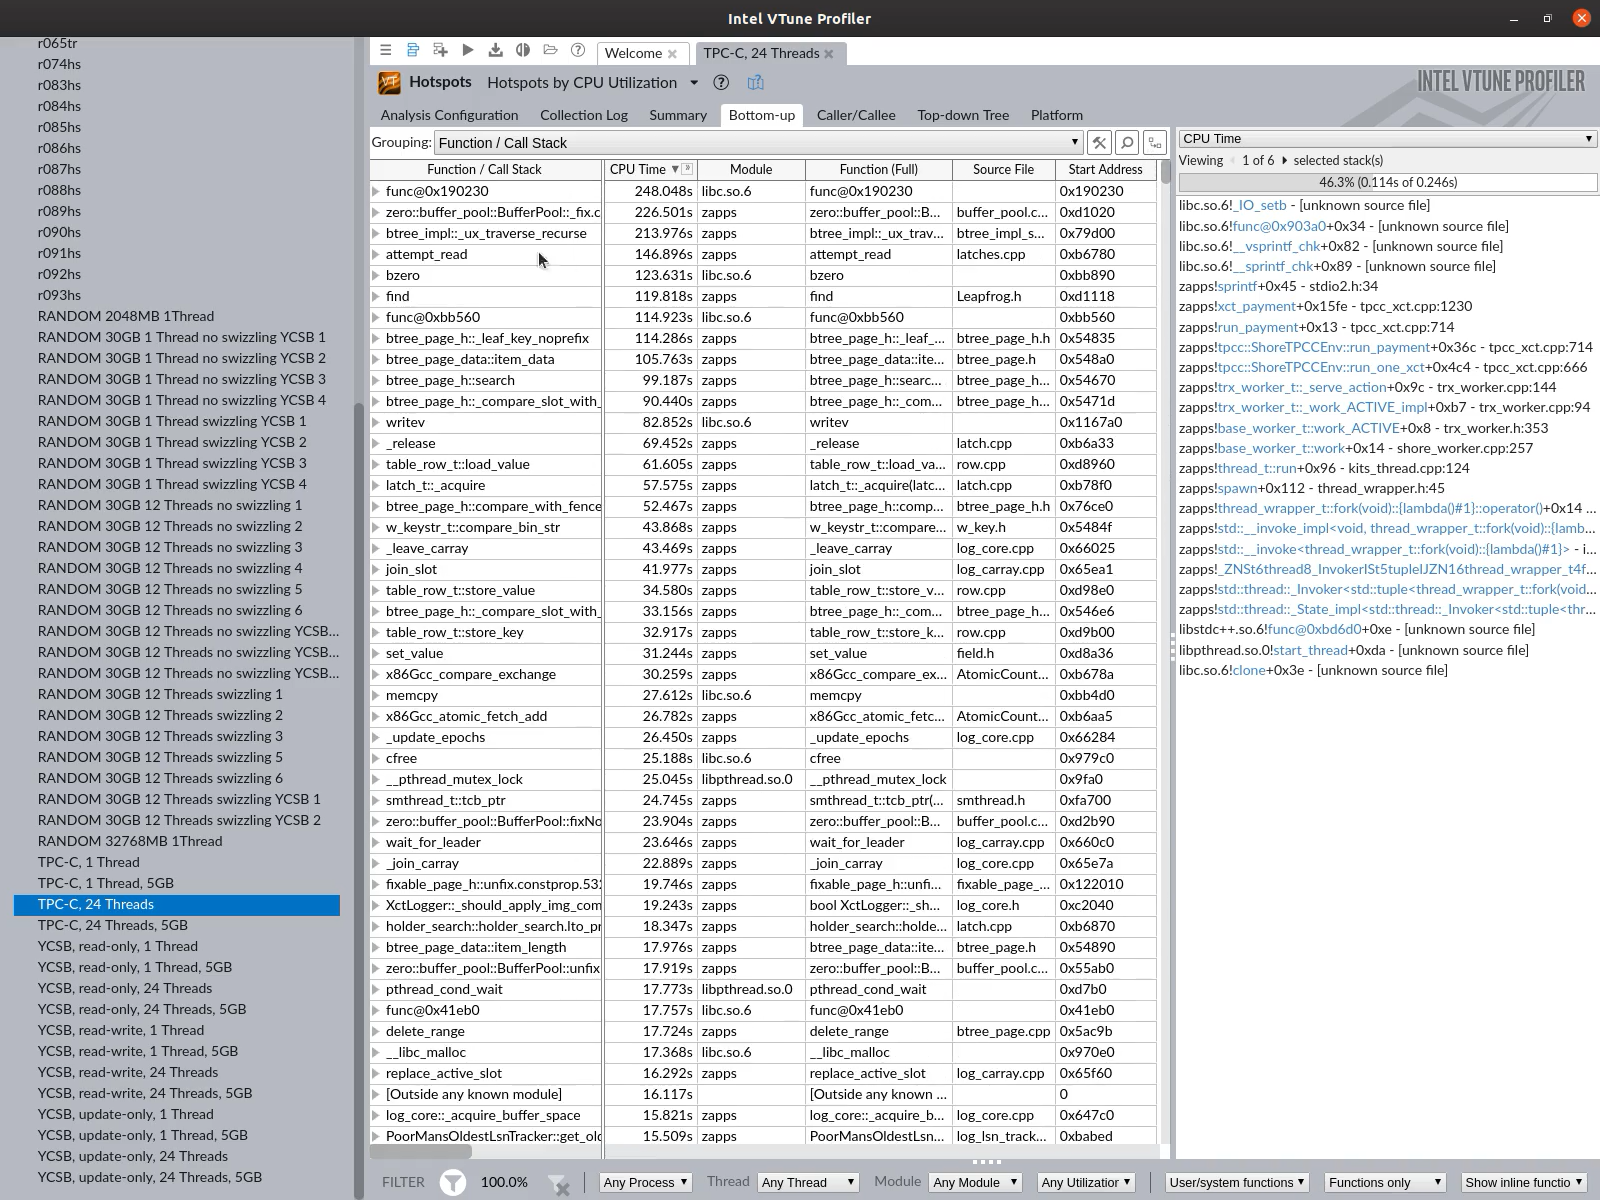 Intel VTune Profiler
r065tr
r074hs
r083hs
r084hs
r085hs
r086hs
r087hs
r088hs
r089hs
r090hs
r091hs
r092hs
r093hs
RANDOM 2048MB 1Thread
RANDOM 30GB 1 Thread no swizzling YCSB 1
RANDOM 30GB 1 Thread no swizzling YCSB 2
RANDOM 30GB 1 Thread no swizzling YCSB 3
RANDOM 30GB 1 Thread no swizzling YCSB 4
RANDOM 30GB 1 Thread swizzling YCSB 1
RANDOM 30GB 1 Thread swizzling YCSB 2
RANDOM 30GB 1 Thread swizzling YCSB 3
RANDOM 30GB 1 Thread swizzling YCSB 4
RANDOM 30GB 12 Threads no swizzling 1
RANDOM 30GB 12 Threads no swizzling 2
RANDOM 30GB 12 Threads no swizzling 3
RANDOM 30GB 12 Threads no swizzling 4
RANDOM 30GB 12 Threads no swizzling 5
RANDOM 30GB 12 Threads no swizzling 6
RANDOM 30GB 12 Threads no swizzling YCSB...
RANDOM 30GB 12 Threads no swizzling YCSB...
RANDOM 30GB 12 Threads no swizzling YCSB...
RANDOM 30GB 12 Threads swizzling 1
RANDOM 30GB 12 Threads swizzling 2
RANDOM 30GB 12 Threads swizzling 3
RANDOM 30GB 12 Threads swizzling 5
RANDOM 30GB 12 Threads swizzling 6
RANDOM 30GB 12 Threads swizzling YCSB 1
RANDOM 30GB 12 Threads swizzling YCSB 2
RANDOM 32768MB 1Thread
TPC-C, 1 Thread
TPC-C, 1 Thread, 5GB
TPC-C, 24 Threads
TPC-C, 24 Threads, 5GB
YCSB, read-only, 1 Thread
YCSB, read-only, 1 Thread, 5GB
YCSB, read-only, 24 Threads
YCSB, read-only, 24 Threads, 5GB
YCSB, read-write, 1 Thread
YCSB, read-write, 1 Thread, 5GB
YCSB, read-write, 24 Threads
YCSB, read-write, 24 Threads, 5GB
YCSB, update-only, 1 Thread
YCSB, update-only, 1 Thread, 5GB
YCSB, update-only, 24 Threads
YCSB, update-only, 24 Threads, 5GB
Welcome TPC-C, 24 Threads
Hotspots Hotspots by CPU Utilization INTEL VTUNE PROFILER
Analysis Configuration Collection Log Summary Bottom-up Caller/Callee Top-down Tree Platform
Grouping: Function / Call Stack
Function / Call Stack CPU Time Module Function (Full) Source File Start Address
func@0x190230 248.048s libc.so.6 func@0x190230 0x190230
zero::buffer_pool::BufferPool::_fix.c 226.501s zapps zero::buffer_pool::B... buffer_pool.c... 0xd1020
btree_impl::_ux_traverse_recurse 213.976s zapps btree_impl::_ux_trav... btree_impl_s... 0x79d00
attempt_read 146.896s zapps attempt_read latches.cpp 0xb6780
bzero 123.631s libc.so.6 bzero 0xbb890
find 119.818s zapps find Leapfrog.h 0xd1118
func@0xbb560 114.923s libc.so.6 func@0xbb560 0xbb560
btree_page_h::_leaf_key_noprefix 114.286s zapps btree_page_h::_leaf_... btree_page_h.h 0x54835
btree_page_data::item_data 105.763s zapps btree_page_data::ite... btree_page.h 0x548a0
btree_page_h::search 99.187s zapps btree_page_h::searc... btree_page_h... 0x54670
btree_page_h::_compare_slot_with_ 90.440s zapps btree_page_h::_com... btree_page_h... 0x5471d
writev 82.852s libc.so.6 writev 0x1167a0
_release 69.452s zapps _release latch.cpp 0xb6a33
table_row_t::load_value 61.605s zapps table_row_t::load_va... row.cpp 0xd8960
latch_t::_acquire 57.575s zapps latch_t::_acquire(latc... latch.cpp 0xb78f0
btree_page_h::compare_with_fence 52.467s zapps btree_page_h::comp... btree_page_h.h 0x76ce0
w_keystr_t::compare_bin_str 43.868s zapps w_keystr_t::compare... w_key.h 0x5484f
_leave_carray 43.469s zapps _leave_carray log_core.cpp 0x66025
join_slot 41.977s zapps join_slot log_carray.cpp 0x65ea1
table_row_t::store_value 34.580s zapps table_row_t::store_v... row.cpp 0xd98e0
btree_page_h::_compare_slot_with_ 33.156s zapps btree_page_h::_com... btree_page_h... 0x546e6
table_row_t::store_key 32.917s zapps table_row_t::store_k... row.cpp 0xd9b00
set_value 31.244s zapps set_value field.h 0xd8a36
x86Gcc_compare_exchange 30.259s zapps x86Gcc_compare_ex... AtomicCount... 0xb678a
memcpy 27.612s libc.so.6 memcpy 0xbb4d0
x86Gcc_atomic_fetch_add 26.782s zapps x86Gcc_atomic_fetc... AtomicCount... 0xb6aa5
_update_epochs 26.450s zapps _update_epochs log_core.cpp 0x66284
cfree 25.188s libc.so.6 cfree 0x979c0
__pthread_mutex_lock 25.045s libpthread.so.0 __pthread_mutex_lock 0x9fa0
smthread_t::tcb_ptr 24.745s zapps smthread_t::tcb_ptr(... smthread.h 0xfa700
zero::buffer_pool::BufferPool::fixNo 23.904s zapps zero::buffer_pool::B... buffer_pool.c... 0xd2b90
wait_for_leader 23.646s zapps wait_for_leader log_carray.cpp 0x660c0
_join_carray 22.889s zapps _join_carray log_core.cpp 0x65e7a
fixable_page_h::unfix.constprop.53 19.746s zapps fixable_page_h::unfi... fixable_page_... 0x122010
XctLogger::_should_apply_img_com 19.243s zapps bool XctLogger::_sh... log_core.h 0xc2040
holder_search::holder_search.lto_pr 18.347s zapps holder_search::holde... latch.cpp 0xb6870
btree_page_data::item_length 17.976s zapps btree_page_data::ite... btree_page.h 0x54890
zero::buffer_pool::BufferPool::unfix 17.919s zapps zero::buffer_pool::B... buffer_pool.c... 0x55ab0
pthread_cond_wait 17.773s libpthread.so.0 pthread_cond_wait 0xd7b0
func@0x41eb0 17.757s libc.so.6 func@0x41eb0 0x41eb0
delete_range 17.724s zapps delete_range btree_page.cpp 0x5ac9b
__libc_malloc 17.368s libc.so.6 __libc_malloc 0x970e0
replace_active_slot 16.292s zapps replace_active_slot log_carray.cpp 0x65f60
[Outside any known module] 16.117s [Outside any known ... 0
log_core::_acquire_buffer_space 15.821s zapps log_core::_acquire_b... log_core.cpp 0x647c0
PoorMansOldestLsnTracker::get_old 15.509s zapps PoorMansOldestLsn... log_lsn_track... 0xbabed
CPU Time
Viewing 1 of 6 selected stack(s)
46.3% (0.114s of 0.246s)
libc.so.6!_IO_setb - [unknown source file]
libc.so.6!func@0x903a0+0x34 - [unknown source file]
libc.so.6!__vsprintf_chk+0x82 - [unknown source file]
libc.so.6!__sprintf_chk+0x89 - [unknown source file]
zapps!sprintf+0x45 - stdio2.h:34
zapps!xct_payment+0x15fe - tpcc_xct.cpp:1230
zapps!run_payment+0x13 - tpcc_xct.cpp:714
zapps!tpcc::ShoreTPCCEnv::run_payment+0x36c - tpcc_xct.cpp:714
zapps!tpcc::ShoreTPCCEnv::run_one_xct+0x4c4 - tpcc_xct.cpp:666
zapps!trx_worker_t::_serve_action+0x9c - trx_worker.cpp:144
zapps!trx_worker_t::_work_ACTIVE_impl+0xb7 - trx_worker.cpp:94
zapps!base_worker_t::work_ACTIVE+0x8 - trx_worker.h:353
zapps!base_worker_t::work+0x14 - shore_worker.cpp:257
zapps!thread_t::run+0x96 - kits_thread.cpp:124
zapps!spawn+0x112 - thread_wrapper.h:45
zapps!thread_wrapper_t::fork(void)::{lambda()#1}::operator()+0x14 ...
zapps!std::__invoke_impl<void, thread_wrapper_t::fork(void)::{lamb...
zapps!std::__invoke<thread_wrapper_t::fork(void)::{lambda()#1}> - i...
zapps!_ZNSt6thread8_InvokerISt5tupleIJZN16thread_wrapper_t4f...
zapps!std::thread::_Invoker<std::tuple<thread_wrapper_t::fork(void...
zapps!std::thread::_State_impl<std::thread::_Invoker<std::tuple<thr...
libstdc++.so.6!func@0xbd6d0+0xe - [unknown source file]
libpthread.so.0!start_thread+0xda - [unknown source file]
libc.so.6!clone+0x3e - [unknown source file]
FILTER 100.0% Any Process Thread Any Thread Module Any Module Any Utilizatior User/system functions Functions only Show inline functio